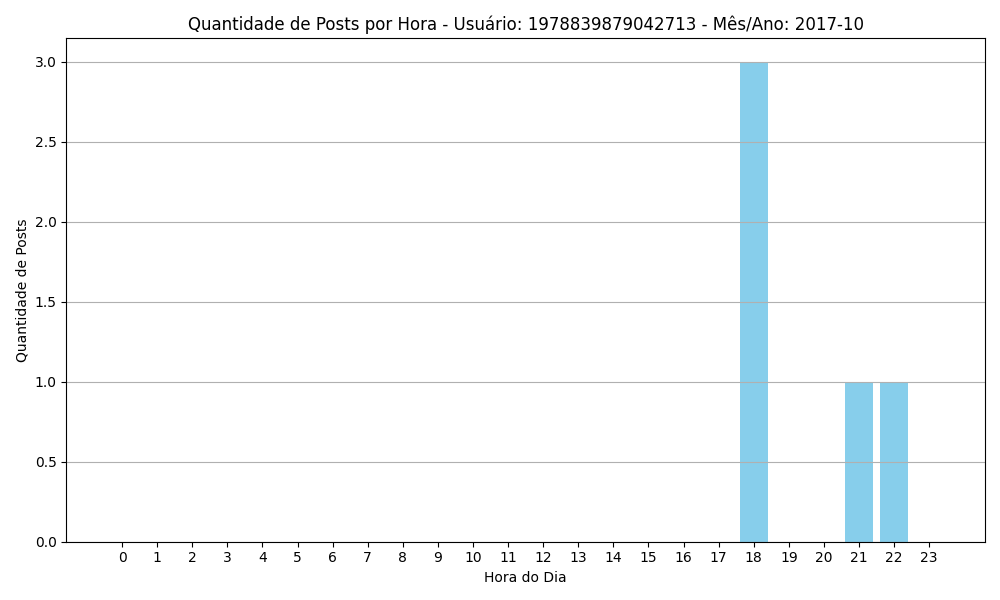 Quantidade de Posts por Hora - Usuário: 1978839879042713 - Mês/Ano: 2017-10
3.0
2.5
2.0
1.5
1.0
0.5
0.0
Quantidade de Posts
0 1 2 3 4 5 6 7 8 9 10 11 12 13 14 15 16 17 18 19 20 21 22 23
Hora do Dia